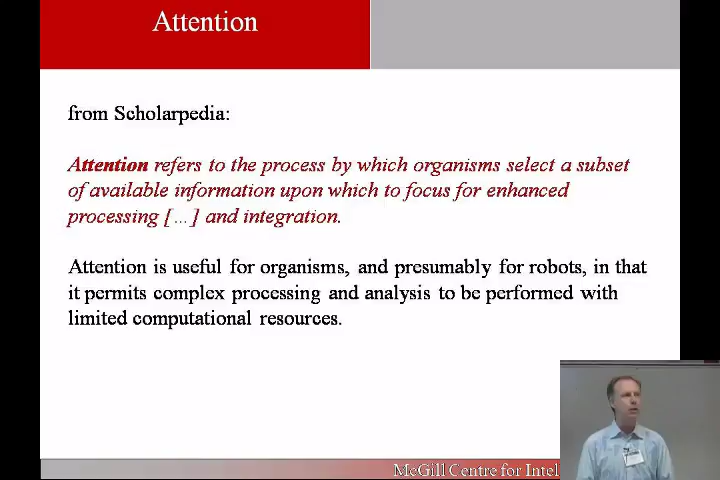 Attention
from Scholarpedia:
Attention refers to the process by which organisms select a subset
of available information upon which to focus for enhanced
processing [...] and integration.
Attention is useful for organisms, and presumably for robots, in that
it permits complex processing and analysis to be performed with
limited computational resources.
McGill Centre for Intel